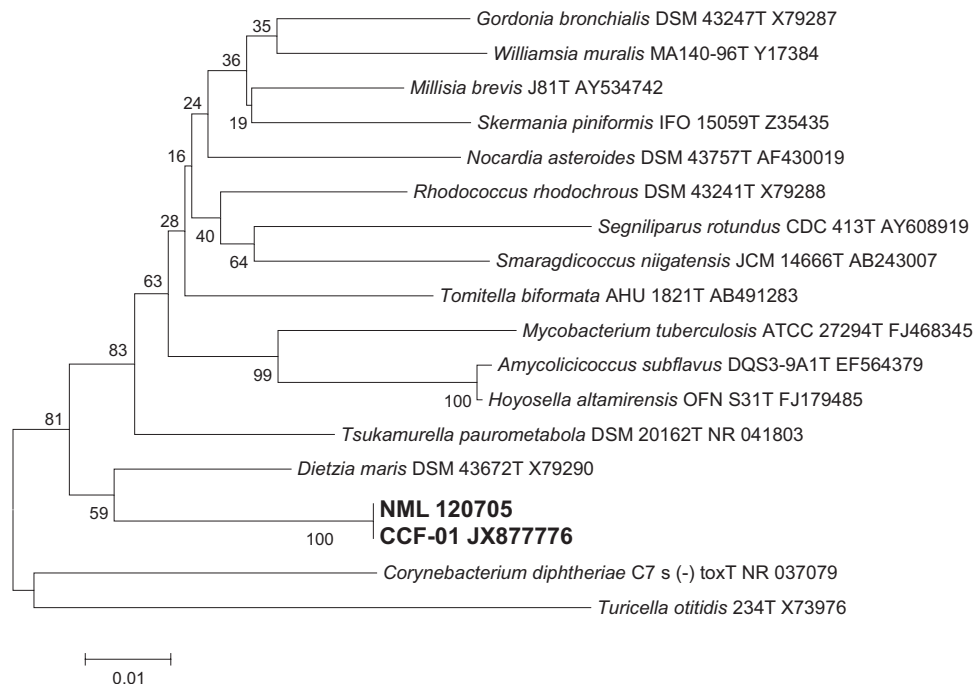 35
Gordonia bronchialis DSM 43247T X79287
36
Williamsia muralis MA140-96T Y17384
Millisia brevis J81T AY534742
24
19
Skermania piniformis IFO 15059T Z35435
16
Nocardia asteroides DSM 43757T AF430019
Rhodococcus rhodochrous DSM 43241T X79288
28
40
Segniliparus rotundus CDC 413T AY608919
64
Smaragdicoccus niigatensis JCM 14666T AB243007
63
Tomitella biformata AHU 1821T AB491283
Mycobacterium tuberculosis ATCC 27294T FJ468345
83
99
Amycolicicoccus subflavus DQS3-9A1T EF564379
100
Hoyosella altamirensis OFN S31T FJ179485
81
Tsukamurella paurometabola DSM 20162T NR 041803
Dietzia maris DSM 43672T X79290
59
NML 120705
100
CCF-01 JX877776
Corynebacterium diphtheriae C7 s (-) toxT NR 037079
Turicella otitidis 234T X73976
0.01